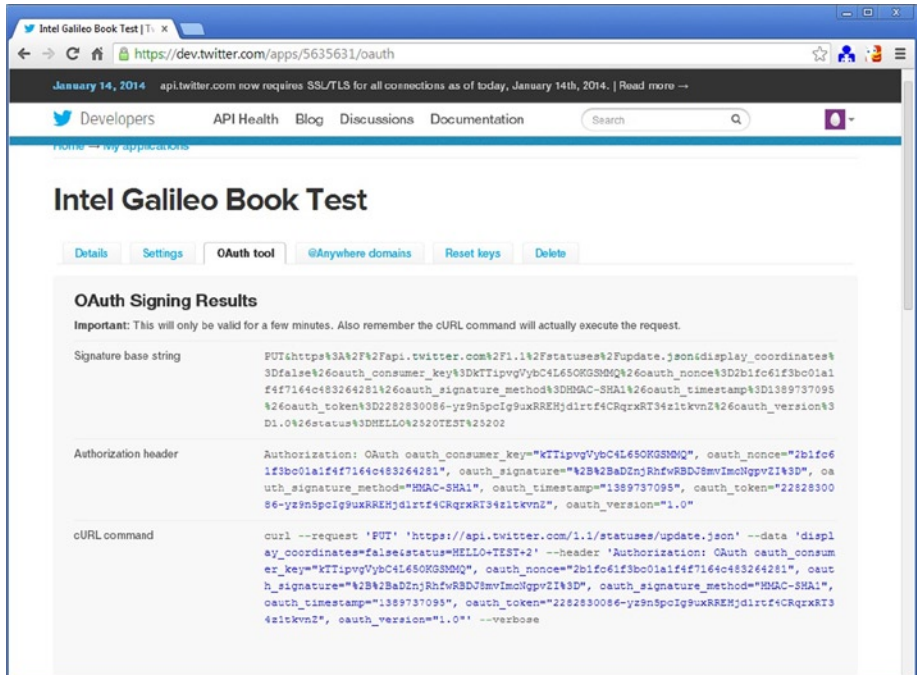 Intel Galileo Book Test | Tw
https://dev.twitter.com/apps/5635631/oauth
January 14, 2014 api.twitter.com now requires SSL/TLS for all connections as of today, January 14th, 2014. | Read more →
Developers API Health Blog Discussions Documentation Search
Home → My applications
Intel Galileo Book Test
Details Settings OAuth tool @Anywhere domains Reset keys Delete
OAuth Signing Results
Important: This will only be valid for a few minutes. Also remember the cURL command will actually execute the request.
Signature base string
PUT&https%3A%2F%2Fapi.twitter.com%2F1.1%2Fstatuses%2Fupdate.json&display_coordinates%
3Dfalse%26oauth_consumer_key%3DkTTipvgVybC4L65OKGSMMQ%26oauth_nonce%3D2b1fc61f3bc01a1
f4f7164c483264281%26oauth_signature_method%3DHMAC-SHA1%26oauth_timestamp%3D1389737095
%26oauth_token%3D2282830086-yz9n5pcIg9uxRREHjd1rtf4CRqrxRT34z1tkvnZ%26oauth_version%3
D1.0%26status%3DHELLO%2520TEST%25202
Authorization header
Authorization: OAuth oauth_consumer_key="kTTipvgVybC4L65OKGSMMQ", oauth_nonce="2b1fc6
1f3bc01a1f4f7164c483264281", oauth_signature="%2B%2BaDZnjRhfwRBDJ8mvImcNgpvZI%3D", oa
uth_signature_method="HMAC-SHA1", oauth_timestamp="1389737095", oauth_token="22828300
86-yz9n5pcIg9uxRREHjd1rtf4CRqrxRT34z1tkvnZ", oauth_version="1.0"
cURL command
curl --request 'PUT' 'https://api.twitter.com/1.1/statuses/update.json' --data 'displ
ay_coordinates=false&status=HELLO+TEST+2' --header 'Authorization: OAuth oauth_consum
er_key="kTTipvgVybC4L65OKGSMMQ", oauth_nonce="2b1fc61f3bc01a1f4f7164c483264281", oaut
h_signature="%2B%2BaDZnjRhfwRBDJ8mvImcNgpvZI%3D", oauth_signature_method="HMAC-SHA1",
oauth_timestamp="1389737095", oauth_token="2282830086-yz9n5pcIg9uxRREHjd1rtf4CRqrxRT3
4z1tkvnZ", oauth_version="1.0"' --verbose